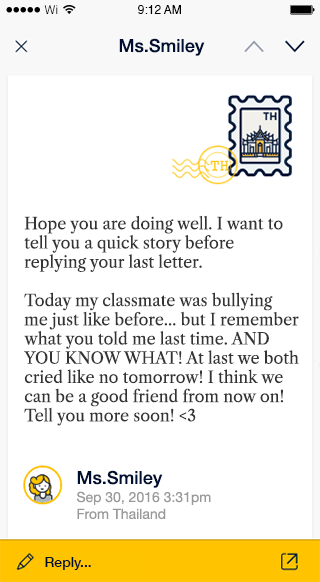 Wi 9:12 AM
Ms.Smiley
TH
TH
Hope you are doing well. I want to
tell you a quick story before
replying your last letter.
Today my classmate was bullying
me just like before... but I remember
what you told me last time. AND
YOU KNOW WHAT! At last we both
cried like no tomorrow! I think we
can be a good friend from now on!
Tell you more soon! <3
Ms.Smiley
Sep 30, 2016 3:31pm
From Thailand
Reply...